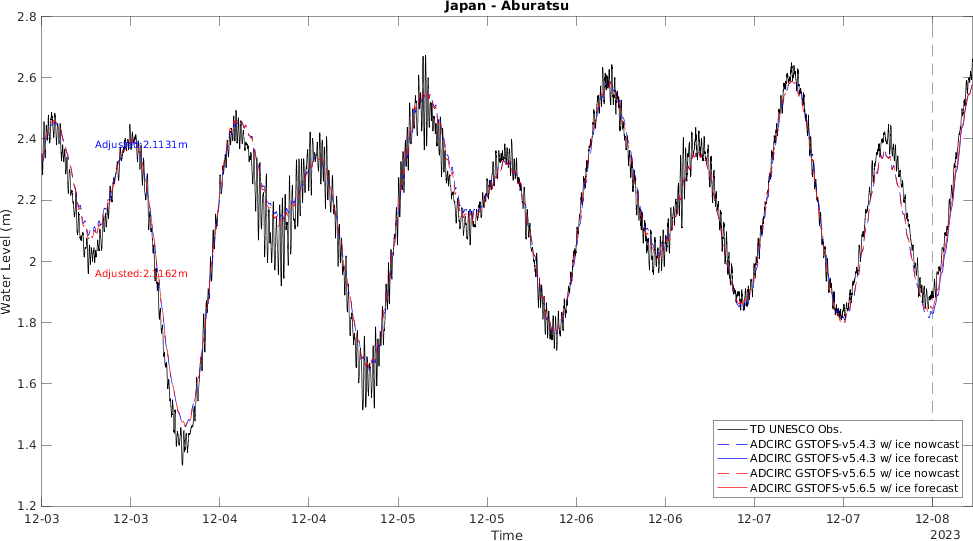 Japan - Aburatsu
Water Level (m)
2.8
2.6
2.4
2.2
2
1.8
1.6
1.4
1.2
Adjusted:2.1131m
Adjusted:2.1162m
TD UNESCO Obs.
ADCIRC GSTOFS-v5.4.3 w/ ice nowcast
ADCIRC GSTOFS-v5.4.3 w/ ice forecast
ADCIRC GSTOFS-v5.6.5 w/ ice nowcast
ADCIRC GSTOFS-v5.6.5 w/ ice forecast
12-03 12-03 12-04 12-04 12-05 12-05 12-06 12-06 12-07 12-07 12-08
2023
Time